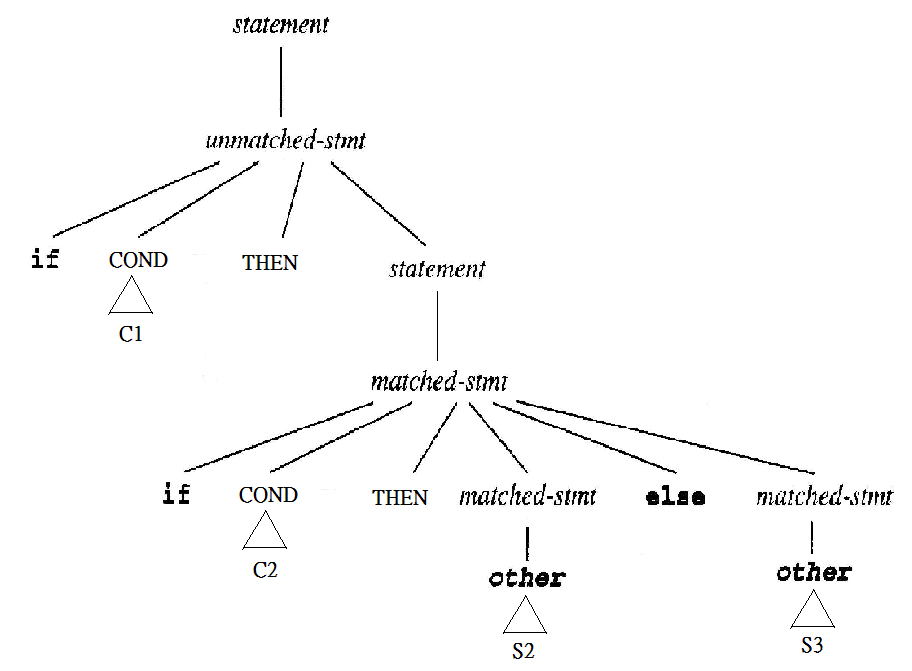 statement
unmatched-stmt
if COND THEN statement
C1
matched-stmt
if COND THEN matched-stmt else matched-stmt
C2 other other
S2 S3